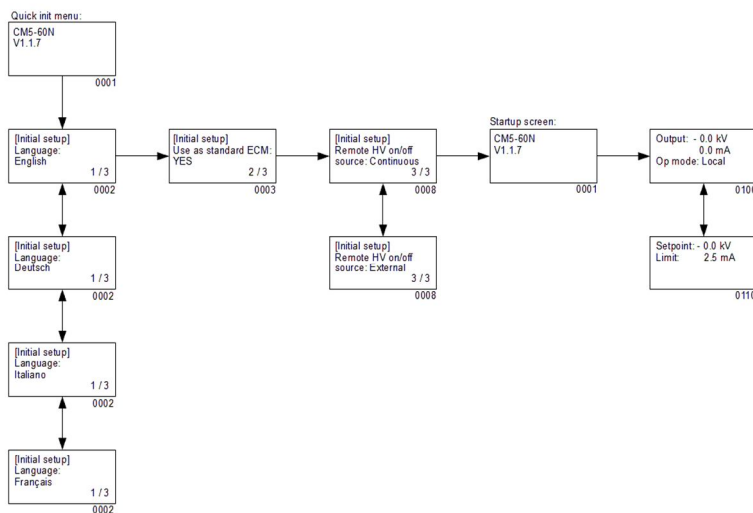 Quick init menu:
CM5-60N
V1.1.7
0001
[Initial setup]
Language:
English
1 / 3
0002
[Initial setup]
Use as standard ECM:
YES
2 / 3
0003
[Initial setup]
Remote HV on/off
source: Continuous
3 / 3
0008
Startup screen:
CM5-60N
V1.1.7
0001
Output: - 0.0 kV
0.0 mA
Op mode: Local
0100
[Initial setup]
Language:
Deutsch
1 / 3
0002
[Initial setup]
Remote HV on/off
source: External
3 / 3
0008
Setpoint: - 0.0 kV
Limit: 2.5 mA
0110
[Initial setup]
Language:
Italiano
1 / 3
0002
[Initial setup]
Language:
Français
1 / 3
0002